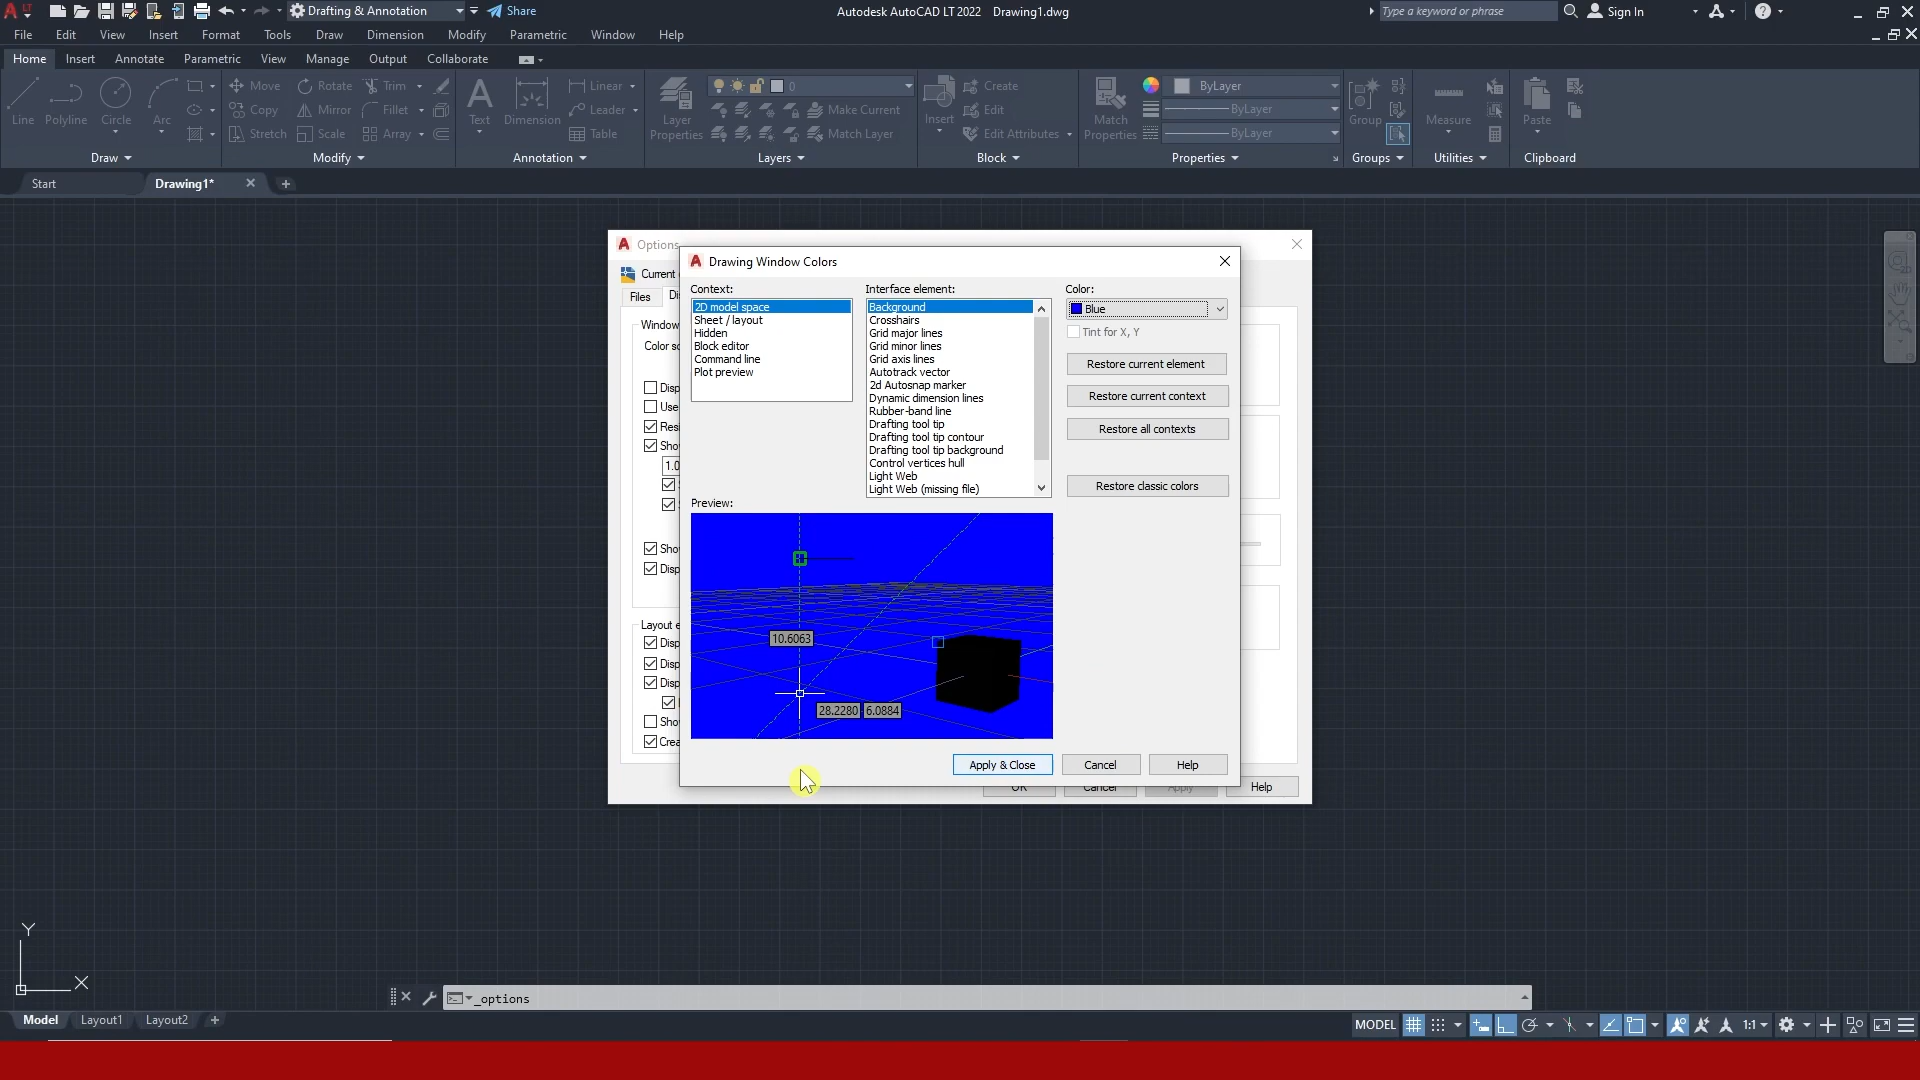 A LT Drafting & Annotation Share Autodesk AutoCAD LT 2022 Drawing1.dwg Type a keyword or phrase Sign In
File Edit View Insert Format Tools Draw Dimension Modify Parametric Window Help
Home Insert Annotate Parametric View Manage Output Collaborate
Line Polyline Circle Arc
Move Rotate Trim
Copy Mirror Fillet
Stretch Scale Array
Text Dimension
Linear
Leader
Table
Layer Properties
0
Make Current
Match Layer
Insert
Create
Edit
Edit Attributes
Match Properties
ByLayer
ByLayer
ByLayer
Group
Measure
Paste
Draw Modify Annotation Layers Block Properties Groups Utilities Clipboard
Start Drawing1*
A Options
Current
Files
Window
Layout e
A Drawing Window Colors
Context:
2D model space
Sheet / layout
Hidden
Block editor
Command line
Plot preview
Interface element:
Background
Crosshairs
Grid major lines
Grid minor lines
Grid axis lines
Autotrack vector
2d Autosnap marker
Dynamic dimension lines
Rubber-band line
Drafting tool tip
Drafting tool tip contour
Drafting tool tip background
Control vertices hull
Light Web
Light Web (missing file)
Color:
Blue
Tint for X, Y
Restore current element
Restore current context
Restore all contexts
Restore classic colors
Preview:
10.6063
28.2280 6.0884
Apply & Close Cancel Help
OK Cancel Apply Help
Y
X
_options
Model Layout1 Layout2
MODEL 1:1